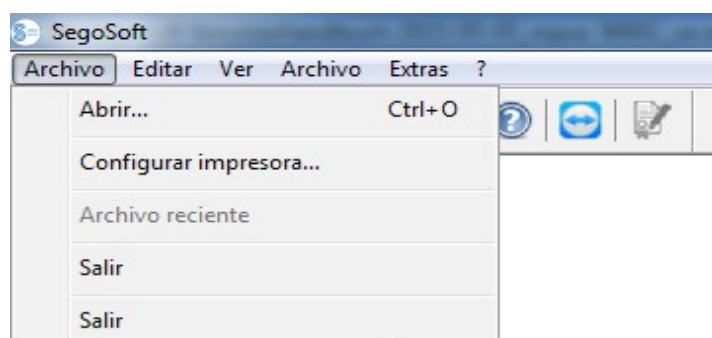 SegoSoft
Archivo Editar Ver Archivo Extras ?
Abrir... Ctrl+O
Configurar impresora...
Archivo reciente
Salir
Salir